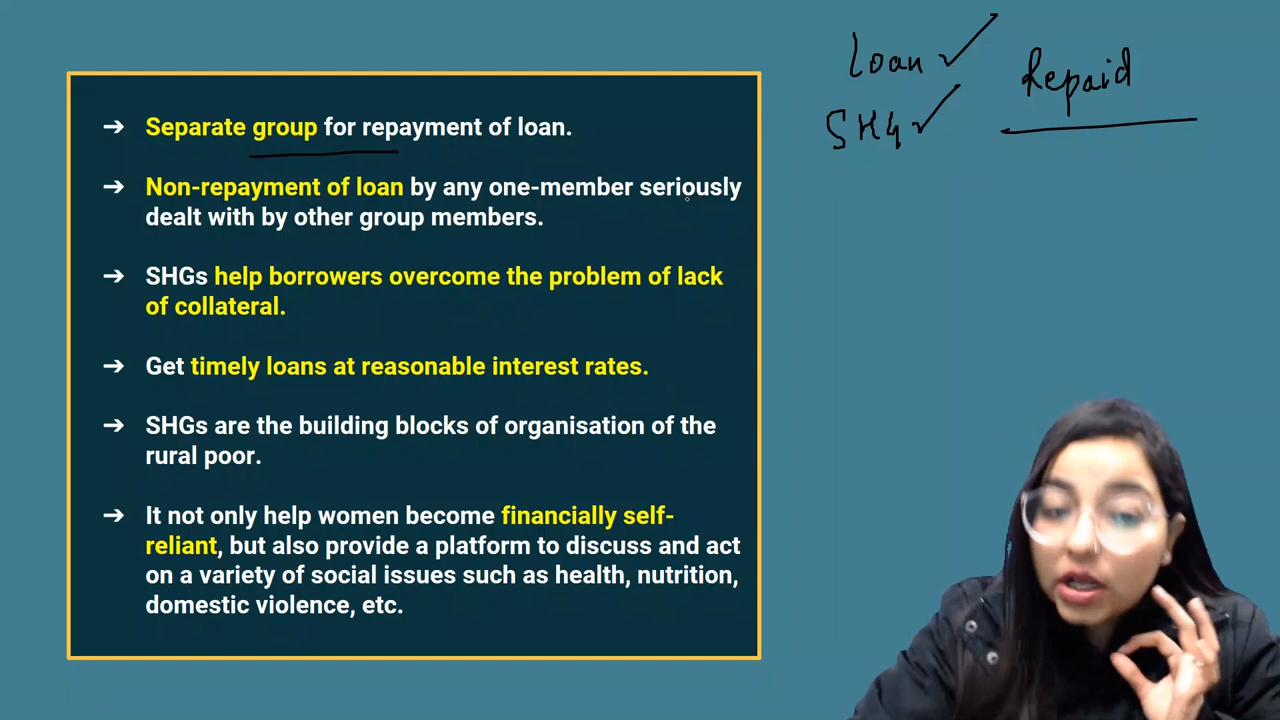 ➔ Separate group for repayment of loan.
➔ Non-repayment of loan by any one-member seriously
dealt with by other group members.
➔ SHGs help borrowers overcome the problem of lack
of collateral.
➔ Get timely loans at reasonable interest rates.
➔ SHGs are the building blocks of organisation of the
rural poor.
➔ It not only help women become financially self-
reliant, but also provide a platform to discuss and act
on a variety of social issues such as health, nutrition,
domestic violence, etc.
Loan ✓
SHG ✓
Repaid